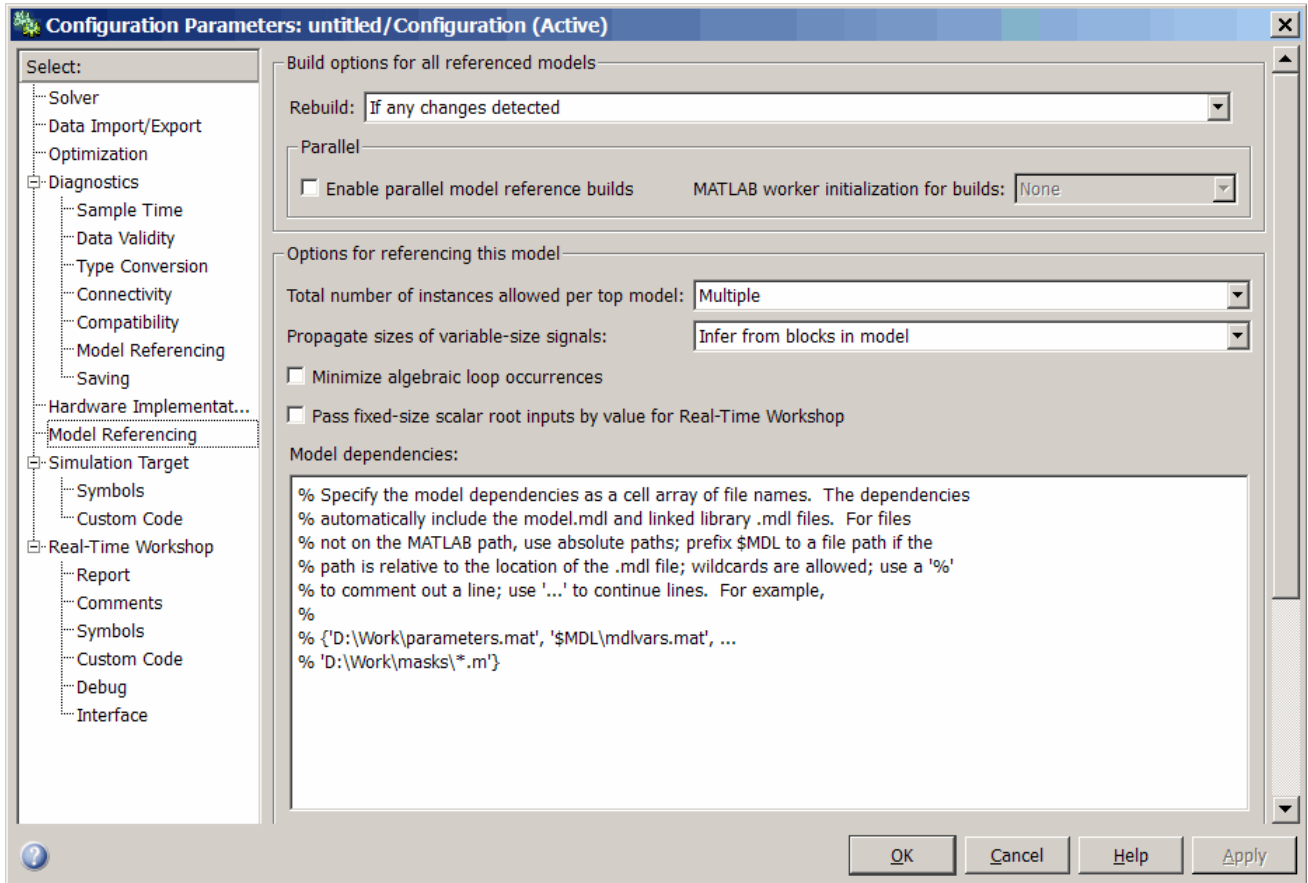 Configuration Parameters: untitled/Configuration (Active)
Select:
Solver
Data Import/Export
Optimization
Diagnostics
Sample Time
Data Validity
Type Conversion
Connectivity
Compatibility
Model Referencing
Saving
Hardware Implementat...
Model Referencing
Simulation Target
Symbols
Custom Code
Real-Time Workshop
Report
Comments
Symbols
Custom Code
Debug
Interface
Build options for all referenced models
Rebuild: If any changes detected
Parallel
Enable parallel model reference builds MATLAB worker initialization for builds: None
Options for referencing this model
Total number of instances allowed per top model: Multiple
Propagate sizes of variable-size signals: Infer from blocks in model
Minimize algebraic loop occurrences
Pass fixed-size scalar root inputs by value for Real-Time Workshop
Model dependencies:
% Specify the model dependencies as a cell array of file names.  The dependencies
% automatically include the model.mdl and linked library .mdl files.  For files
% not on the MATLAB path, use absolute paths; prefix $MDL to a file path if the
% path is relative to the location of the .mdl file; wildcards are allowed; use a '%'
% to comment out a line; use '...' to continue lines.  For example,
%
% {'D:\Work\parameters.mat', '$MDL\mdlvars.mat', ...
% 'D:\Work\masks\*.m'}
OK Cancel Help Apply